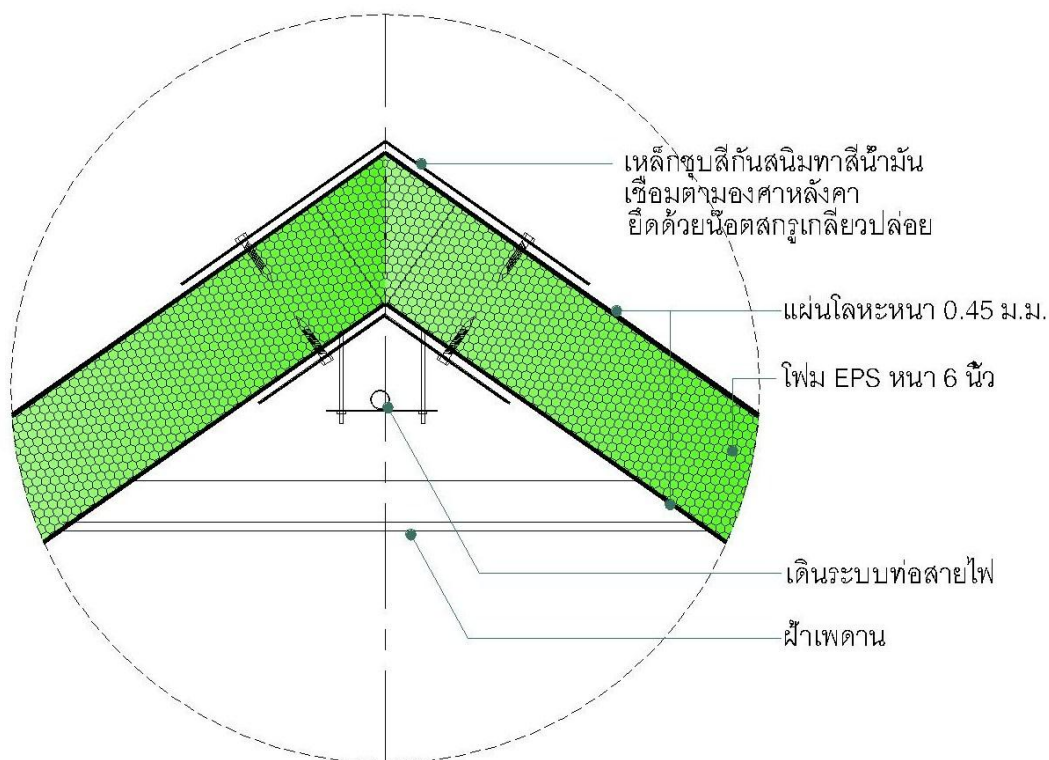 เหล็กชุบสีกันสนิมทาสีน้ำมัน
เชื่อมตามองศาหลังคา
ยึดด้วยน๊อตสกรูเกลียวปล่อย
แผ่นโลหะหนา 0.45 ม.ม.
โฟม EPS หนา 6 นิ้ว
เดินระบบท่อสายไฟ
ฝ้าเพดาน